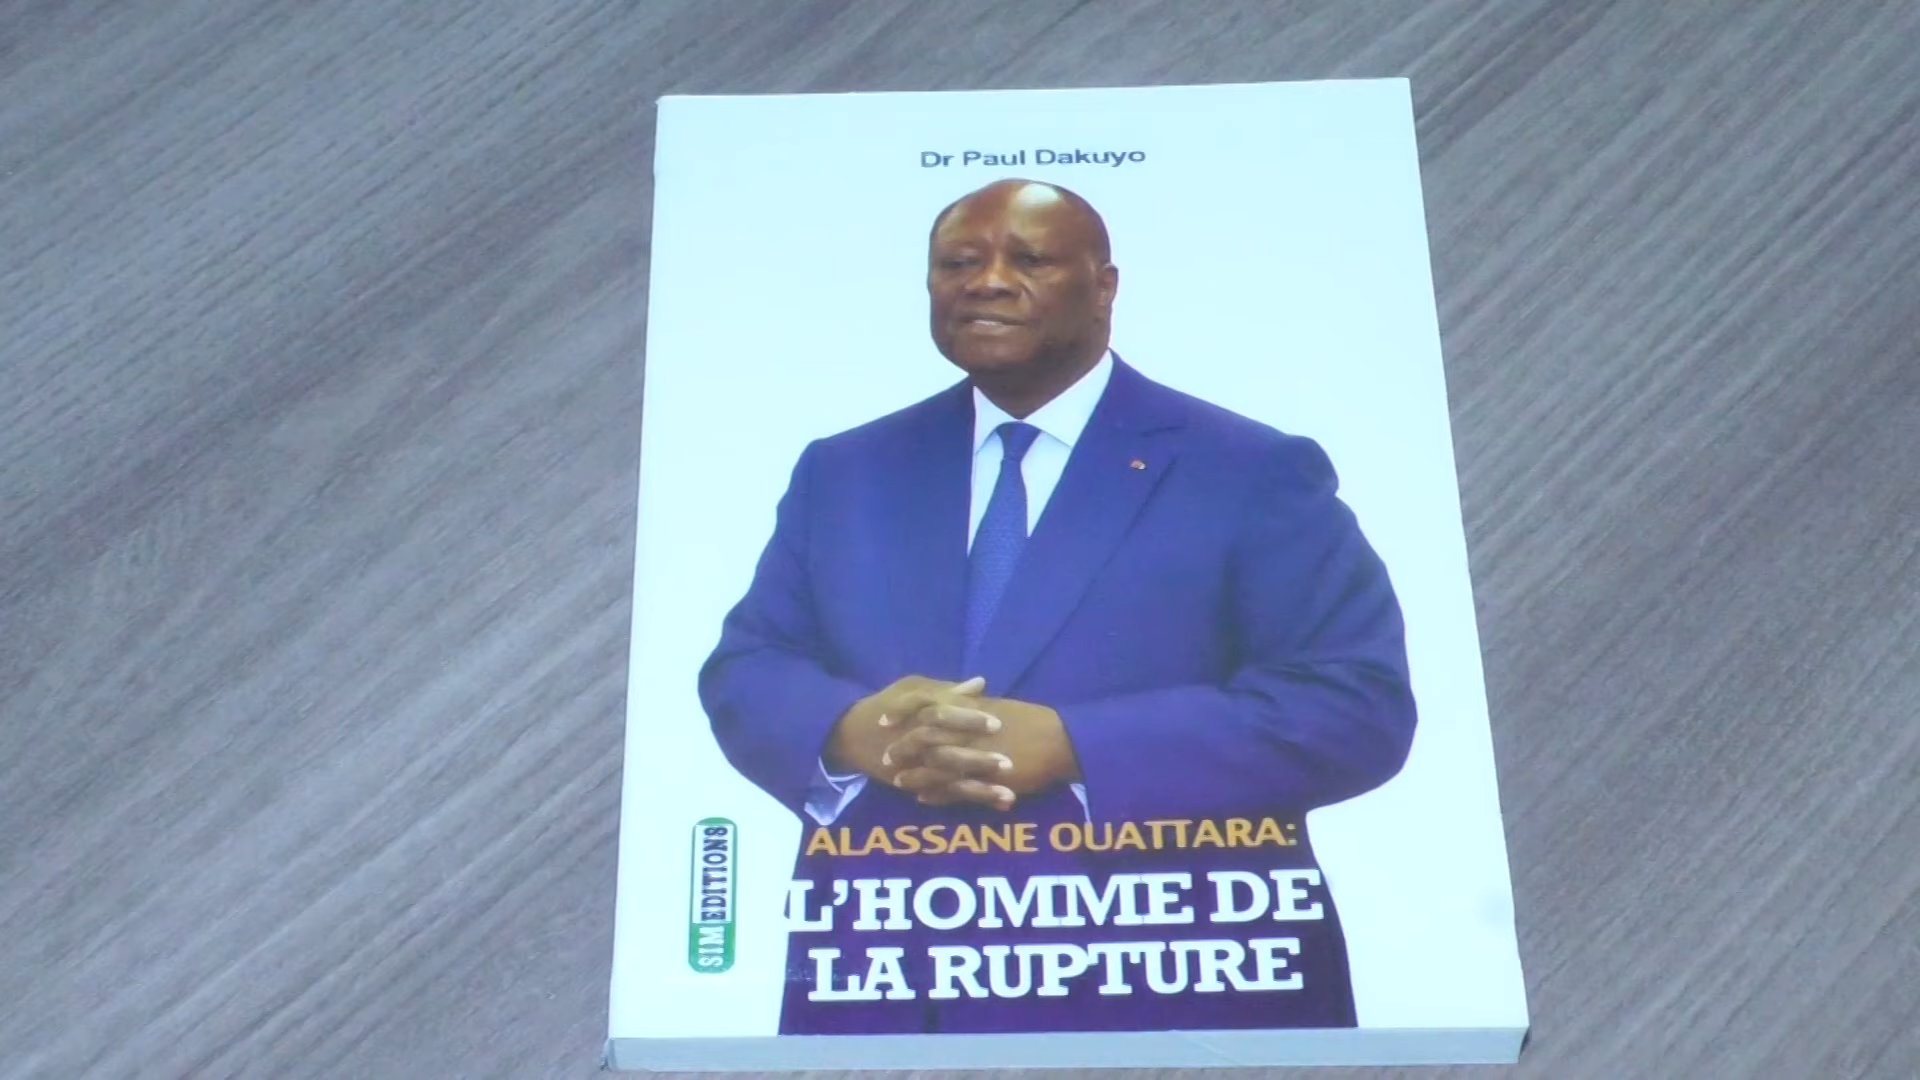 Dr Paul Dakuyo
ALASSANE OUATTARA:
L'HOMME DE
LA RUPTURE
SIM EDITIONS